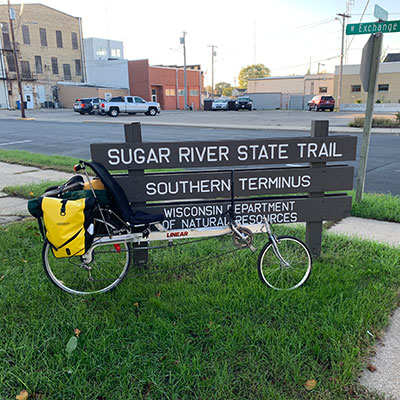 W Exchange
SUGAR RIVER STATE TRAIL
SOUTHERN TERMINUS
WISCONSIN DEPARTMENT
OF NATURAL RESOURCES
LINEAR